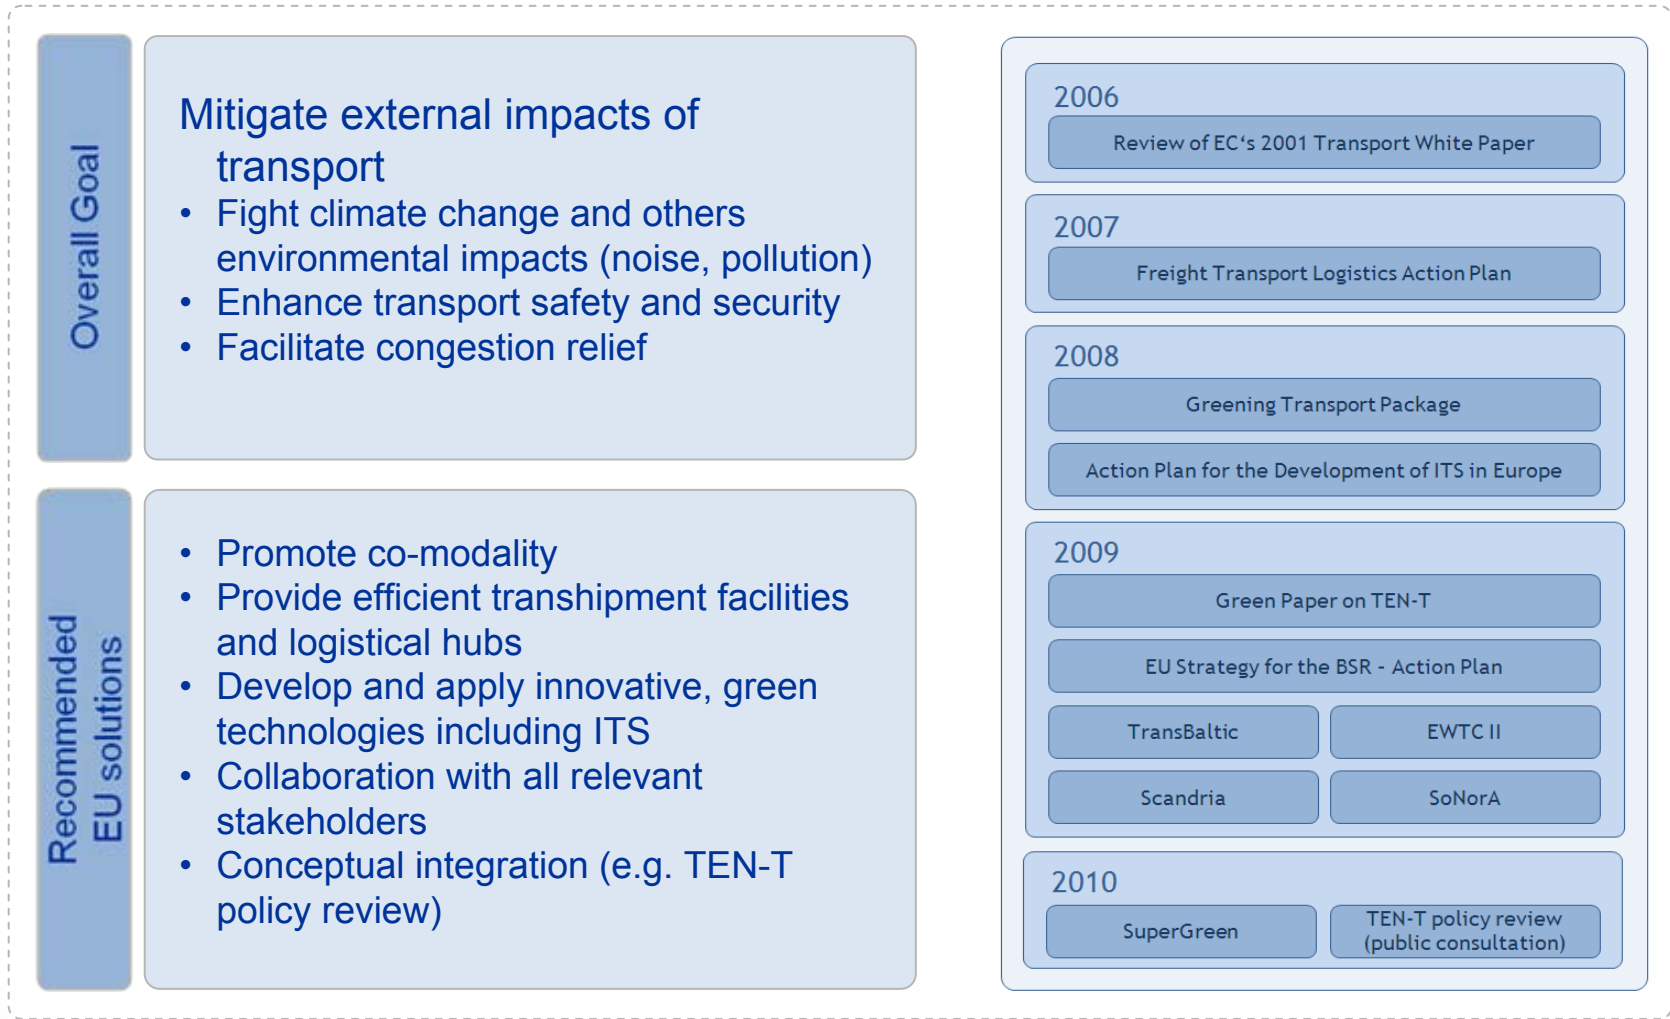 Overall Goal
Mitigate external impacts of
transport
• Fight climate change and others
environmental impacts (noise, pollution)
• Enhance transport safety and security
• Facilitate congestion relief
Recommended
EU solutions
• Promote co-modality
• Provide efficient transhipment facilities
and logistical hubs
• Develop and apply innovative, green
technologies including ITS
• Collaboration with all relevant
stakeholders
• Conceptual integration (e.g. TEN-T
policy review)
2006
Review of EC‘s 2001 Transport White Paper
2007
Freight Transport Logistics Action Plan
2008
Greening Transport Package
Action Plan for the Development of ITS in Europe
2009
Green Paper on TEN-T
EU Strategy for the BSR - Action Plan
TransBaltic
EWTC II
Scandria
SoNorA
2010
SuperGreen
TEN-T policy review
(public consultation)